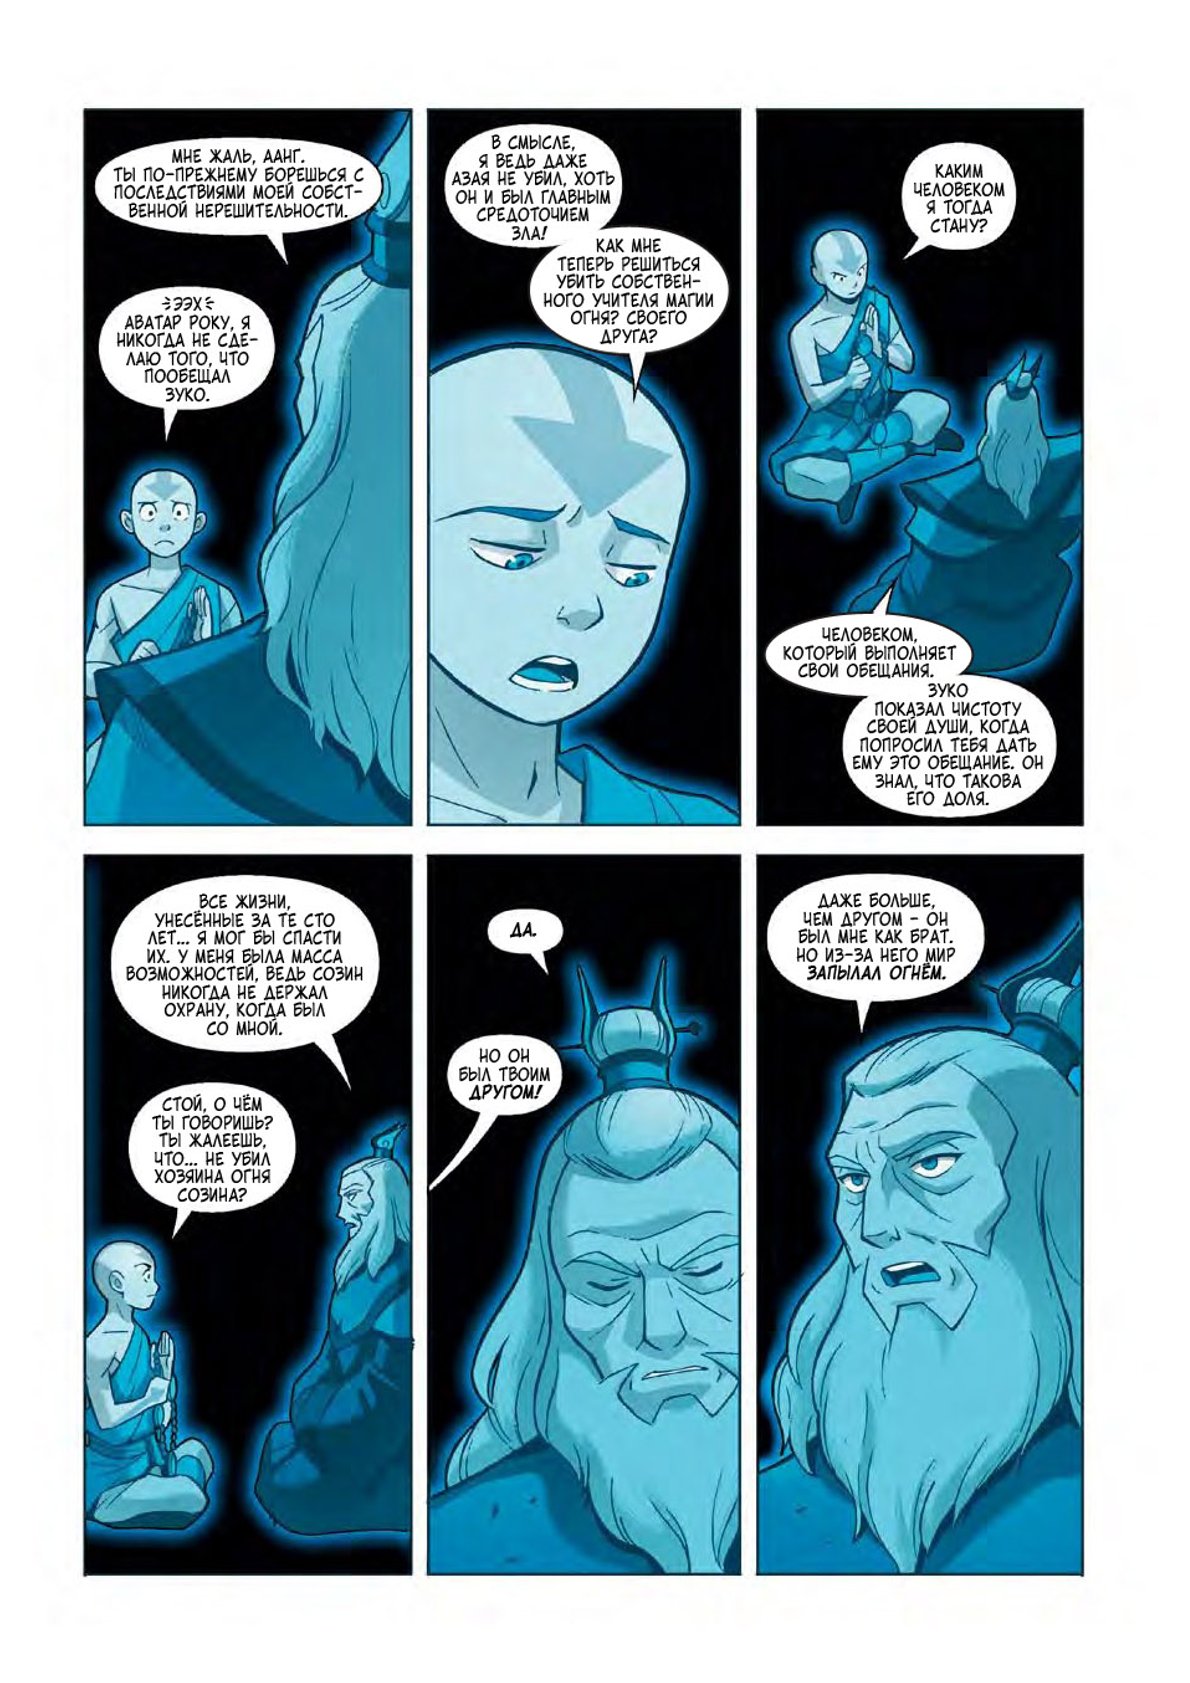 МНЕ ЖАЛЬ, ААНГ.
ТЫ ПО-ПРЕЖНЕМУ БОРЕШЬСЯ С
ПОСЛЕДСТВИЯМИ МОЕЙ СОБСТ-
ВЕННОЙ НЕРЕШИТЕЛЬНОСТИ.
ЭЭХ
АВАТАР РОКУ, Я
НИКОГДА НЕ СДЕ-
ЛАЮ ТОГО, ЧТО
ПООБЕЩАЛ
ЗУКО.
В СМЫСЛЕ,
Я ВЕДЬ ДАЖЕ
АЗАЯ НЕ УБИЛ, ХОТЬ
ОН И БЫЛ ГЛАВНЫМ
СРЕДОТОЧИЕМ
ЗЛА!
КАК МНЕ
ТЕПЕРЬ РЕШИТЬСЯ
УБИТЬ СОБСТВЕН-
НОГО УЧИТЕЛЯ МАГИИ
ОГНЯ? СВОЕГО
ДРУГА?
КАКИМ
ЧЕЛОВЕКОМ
Я ТОГДА
СТАНУ?
ЧЕЛОВЕКОМ,
КОТОРЫЙ ВЫПОЛНЯЕТ
СВОИ ОБЕЩАНИЯ.
ЗУКО
ПОКАЗАЛ ЧИСТОТУ
СВОЕЙ ДУШИ, КОГДА
ПОПРОСИЛ ТЕБЯ ДАТЬ
ЕМУ ЭТО ОБЕЩАНИЕ. ОН
ЗНАЛ, ЧТО ТАКОВА
ЕГО ДОЛЯ.
ВСЕ ЖИЗНИ,
УНЕСЁННЫЕ ЗА ТЕ СТО
ЛЕТ... Я МОГ БЫ СПАСТИ
ИХ. У МЕНЯ БЫЛА МАССА
ВОЗМОЖНОСТЕЙ, ВЕДЬ СОЗИН
НИКОГДА НЕ ДЕРЖАЛ
ОХРАНУ, КОГДА БЫЛ
СО МНОЙ.
СТОЙ, О ЧЁМ
ТЫ ГОВОРИШЬ?
ТЫ ЖАЛЕЕШЬ,
ЧТО... НЕ УБИЛ
ХОЗЯИНА ОГНЯ
СОЗИНА?
ДА.
НО ОН
БЫЛ ТВОИМ
ДРУГОМ!
ДАЖЕ БОЛЬШЕ,
ЧЕМ ДРУГОМ - ОН
БЫЛ МНЕ КАК БРАТ.
НО ИЗ-ЗА НЕГО МИР
ЗАПЫЛАЛ ОГНЁМ.